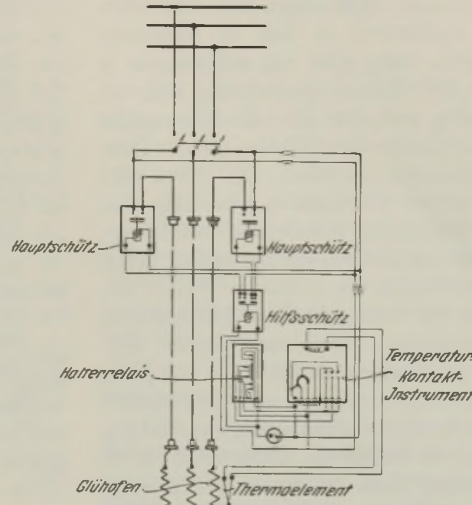 Hauptschütz
Hauptschütz
Hilfsschütz
Halterrelais
Temperatur-
Kontakt-
Instrument
Glühofen
Thermoelement